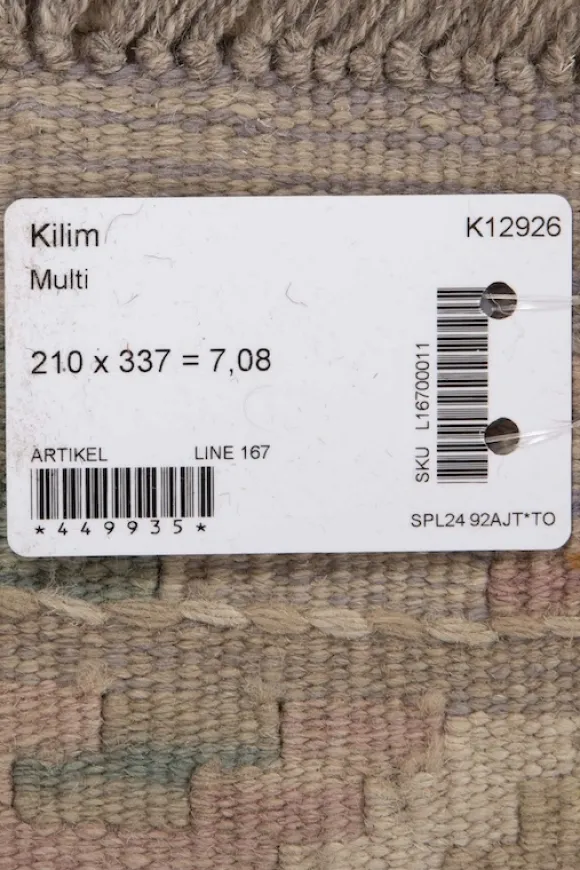 Kilim
K12926
Multi
210 x 337 = 7,08
ARTIKEL
LINE 167
*449935*
SKU L16700011
SPL24 92AJT*TO